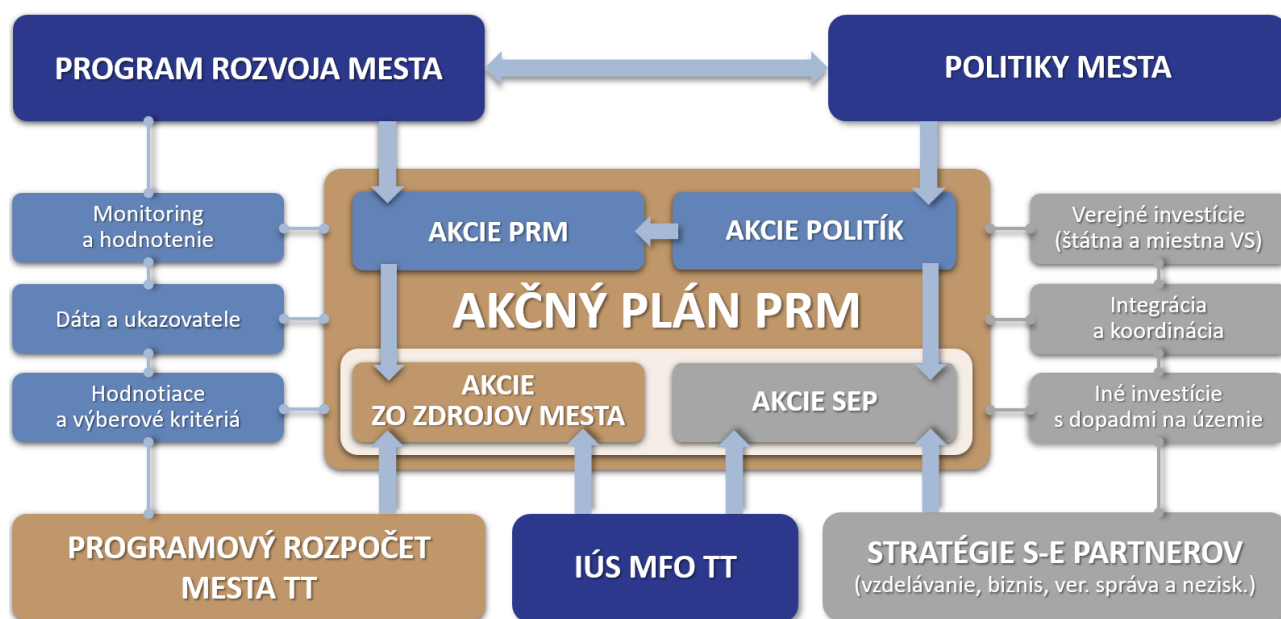 PROGRAM ROZVOJA MESTA
POLITIKY MESTA
Monitoring
a hodnotenie
Dáta a ukazovatele
Hodnotiace
a výberové kritériá
AKCIE PRM
AKCIE POLITÍK
AKČNÝ PLÁN PRM
AKCIE
ZO ZDROJOV MESTA
AKCIE SEP
Verejné investície
(štátna a miestna VS)
Integrácia
a koordinácia
Iné investície
s dopadmi na územie
PROGRAMOVÝ ROZPOČET
MESTA TT
IÚS MFO TT
STRATÉGIE S-E PARTNEROV
(vzdelávanie, biznis, ver. správa a nezisk.)